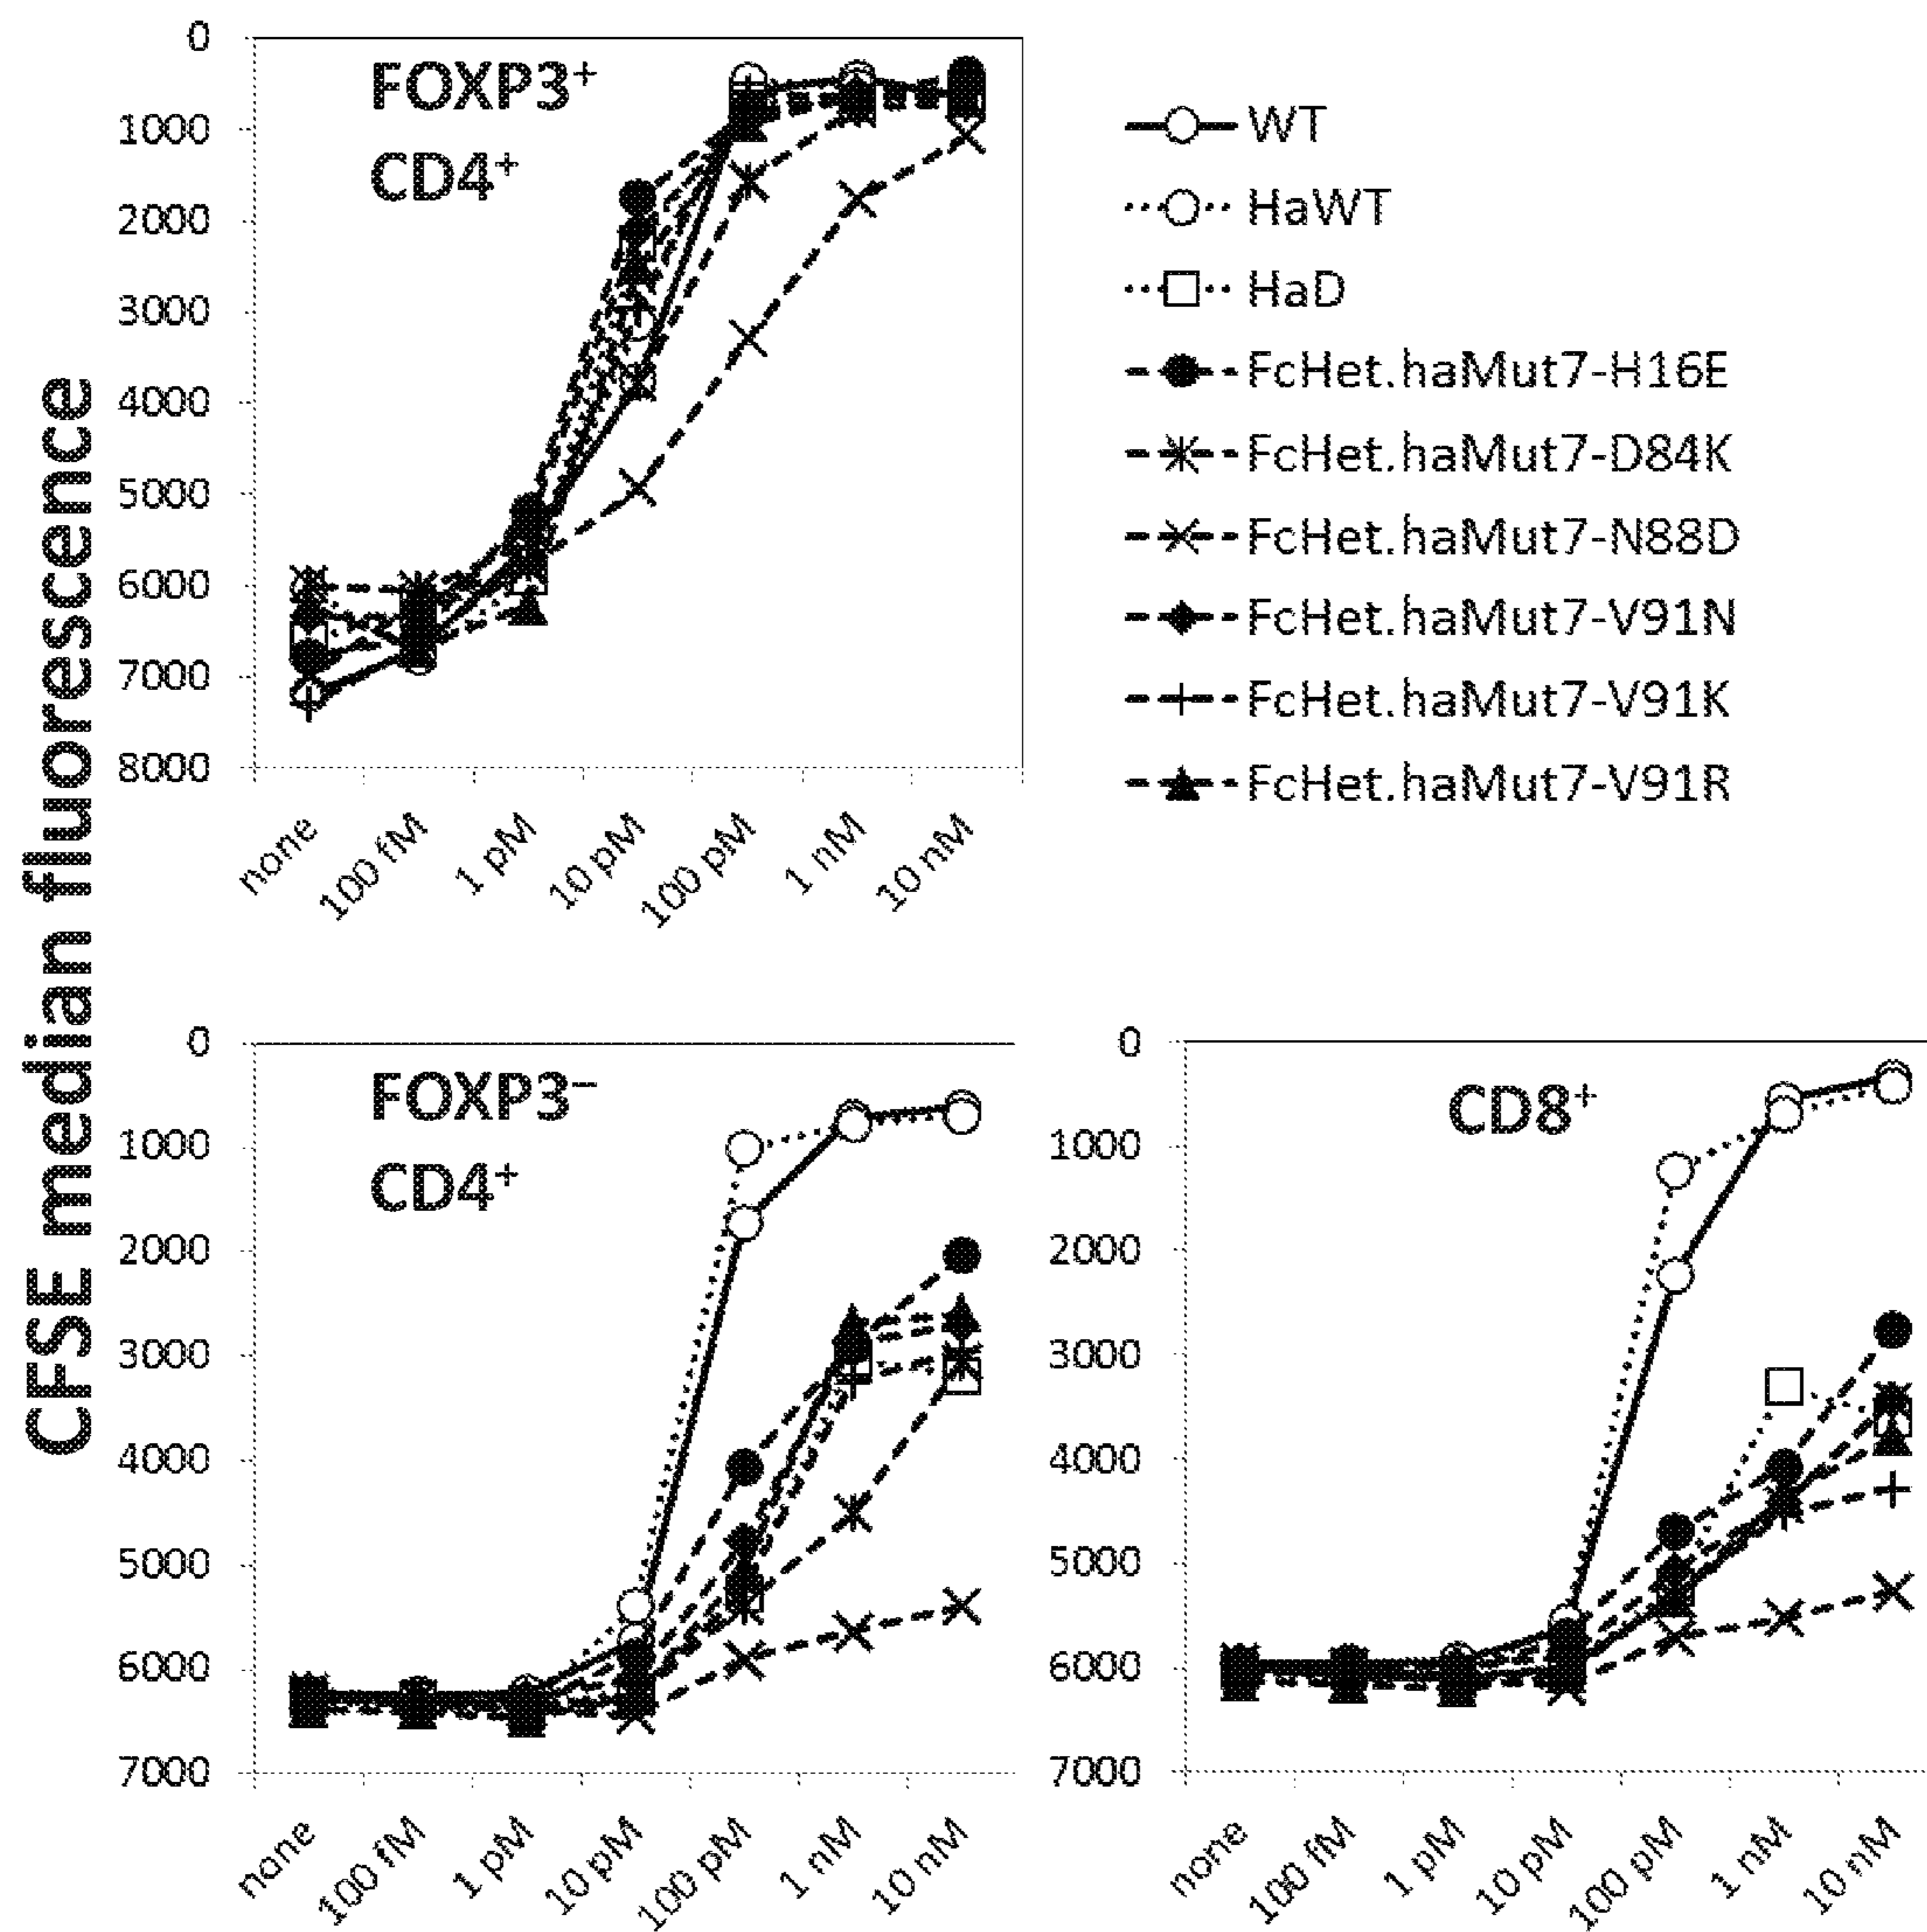 CFSE median fluorescence
0
1000
2000
3000
4000
5000
6000
7000
8000
FOXP3⁺
CD4⁺
none
100 fM
1 pM
10 pM
100 pM
1 nM
10 nM
WT
HaWT
HaD
FcHet.haMut7-H16E
FcHet.haMut7-D84K
FcHet.haMut7-N88D
FcHet.haMut7-V91N
FcHet.haMut7-V91K
FcHet.haMut7-V91R
0
1000
2000
3000
4000
5000
6000
7000
FOXP3⁻
CD4⁺
none
100 fM
1 pM
10 pM
100 pM
1 nM
10 nM
0
1000
2000
3000
4000
5000
6000
7000
CD8⁺
none
100 fM
1 pM
10 pM
100 pM
1 nM
10 nM